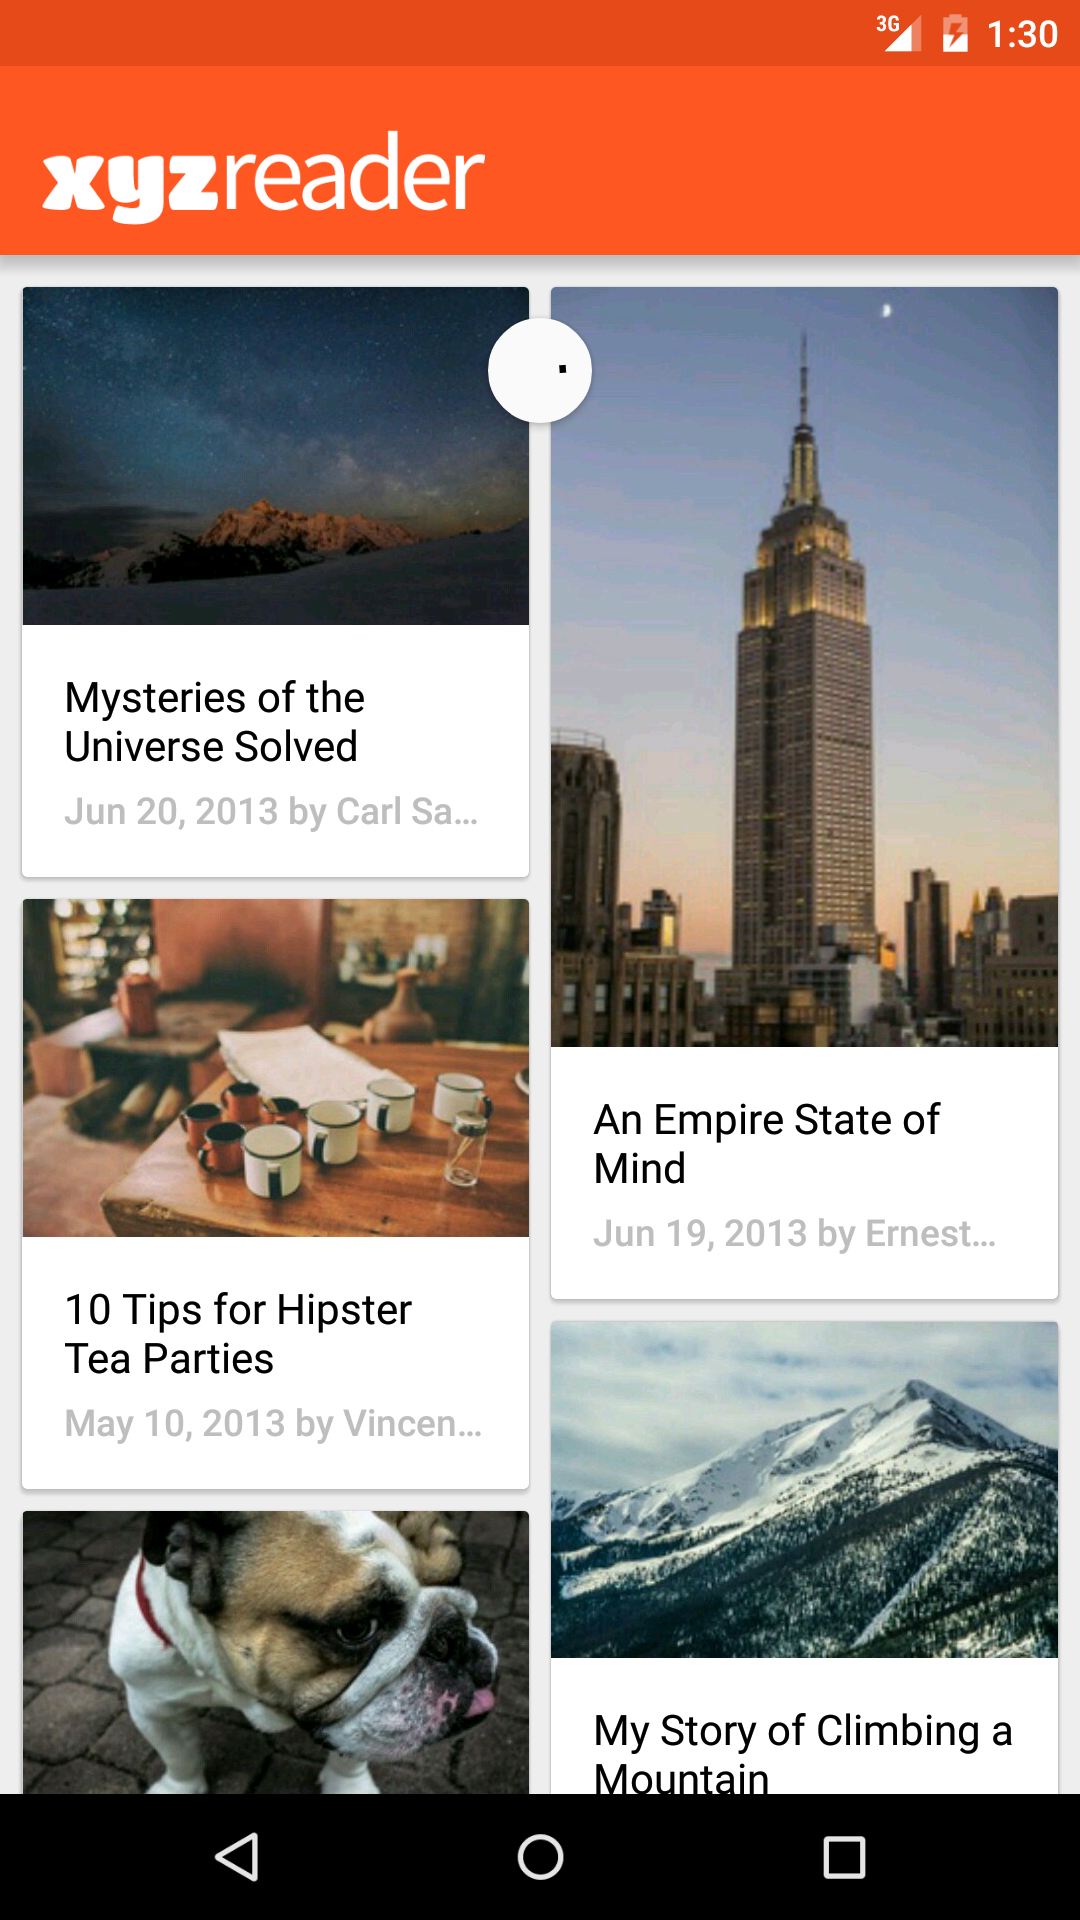 3G 1:30
xyzreader
Mysteries of the
Universe Solved
Jun 20, 2013 by Carl Sa...
An Empire State of
Mind
Jun 19, 2013 by Ernest...
10 Tips for Hipster
Tea Parties
May 10, 2013 by Vincen...
My Story of Climbing a
Mountain